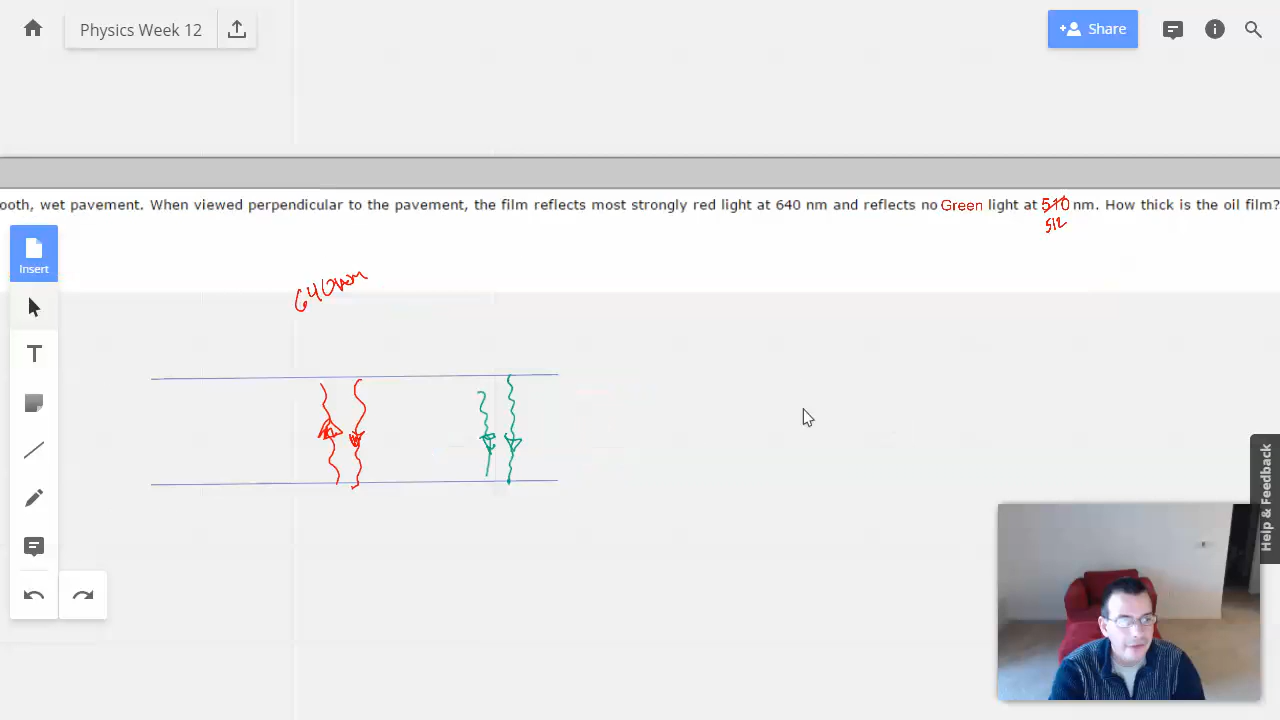 Physics Week 12
Share
ooth, wet pavement. When viewed perpendicular to the pavement, the film reflects most strongly red light at 640 nm and reflects no Green light at 510 nm. How thick is the oil film?
512
Insert
640nm
T
Help & Feedback